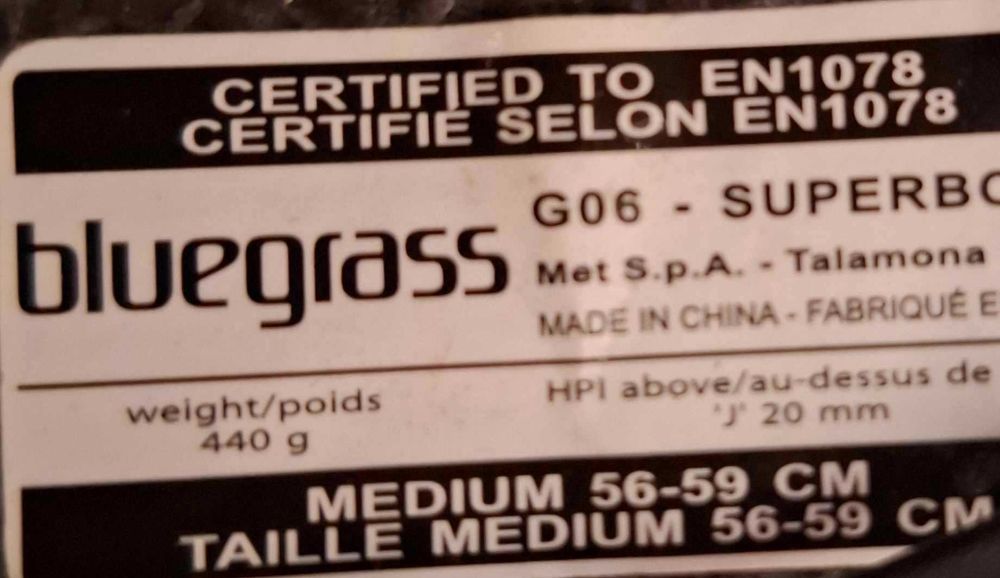 CERTIFIED TO EN1078
CERTIFIÉ SELON EN1078
bluegrass
G06 - SUPERBO
Met S.p.A. - Talamona
MADE IN CHINA - FABRIQUÉ E
weight/poids
440 g
HPI above/au-dessus de
'J' 20 mm
MEDIUM 56-59 CM
TAILLE MEDIUM 56-59 CM